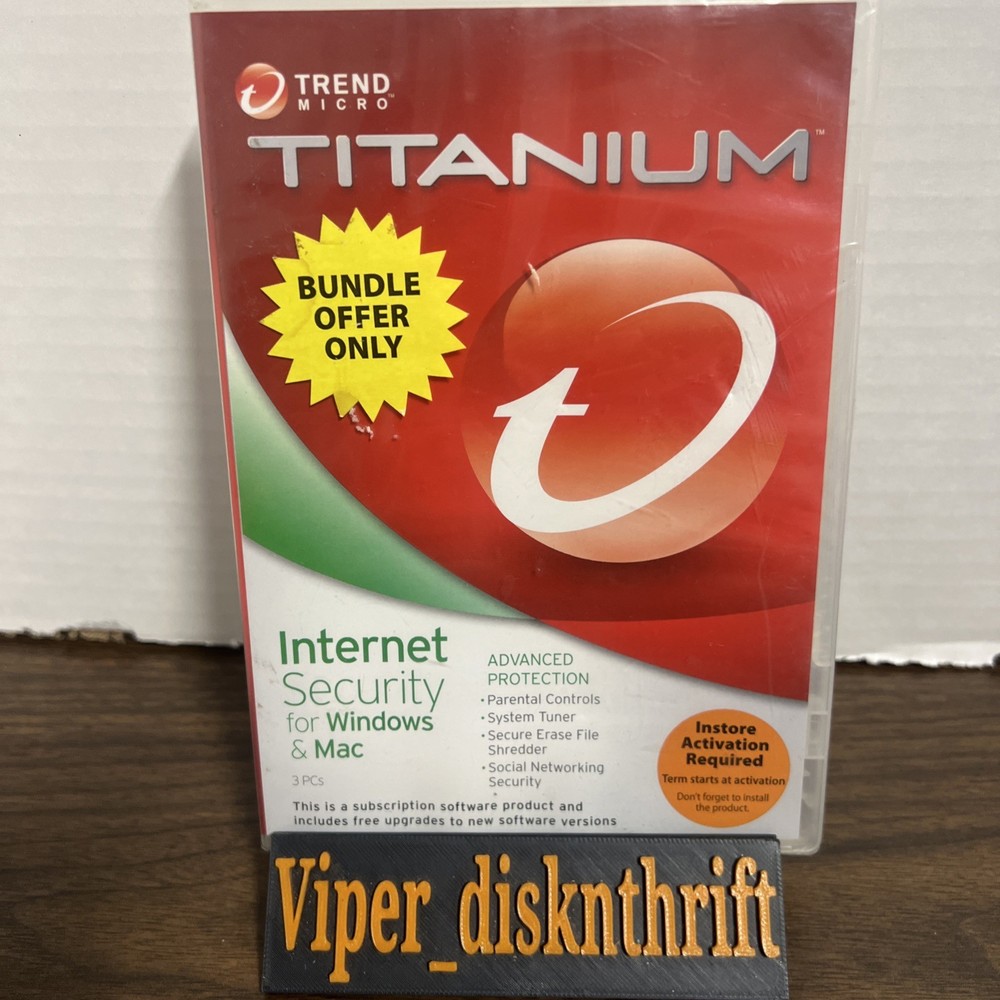 TREND
MICRO™
TITANIUM™
BUNDLE
OFFER
ONLY
Internet
Security
for Windows
& Mac
3 PCs
ADVANCED
PROTECTION
• Parental Controls
• System Tuner
• Secure Erase File
Shredder
• Social Networking
Security
This is a subscription software product and
includes free upgrades to new software versions
Instore
Activation
Required
Term starts at activation
Don't forget to install
the product.
Viper_disknthrift